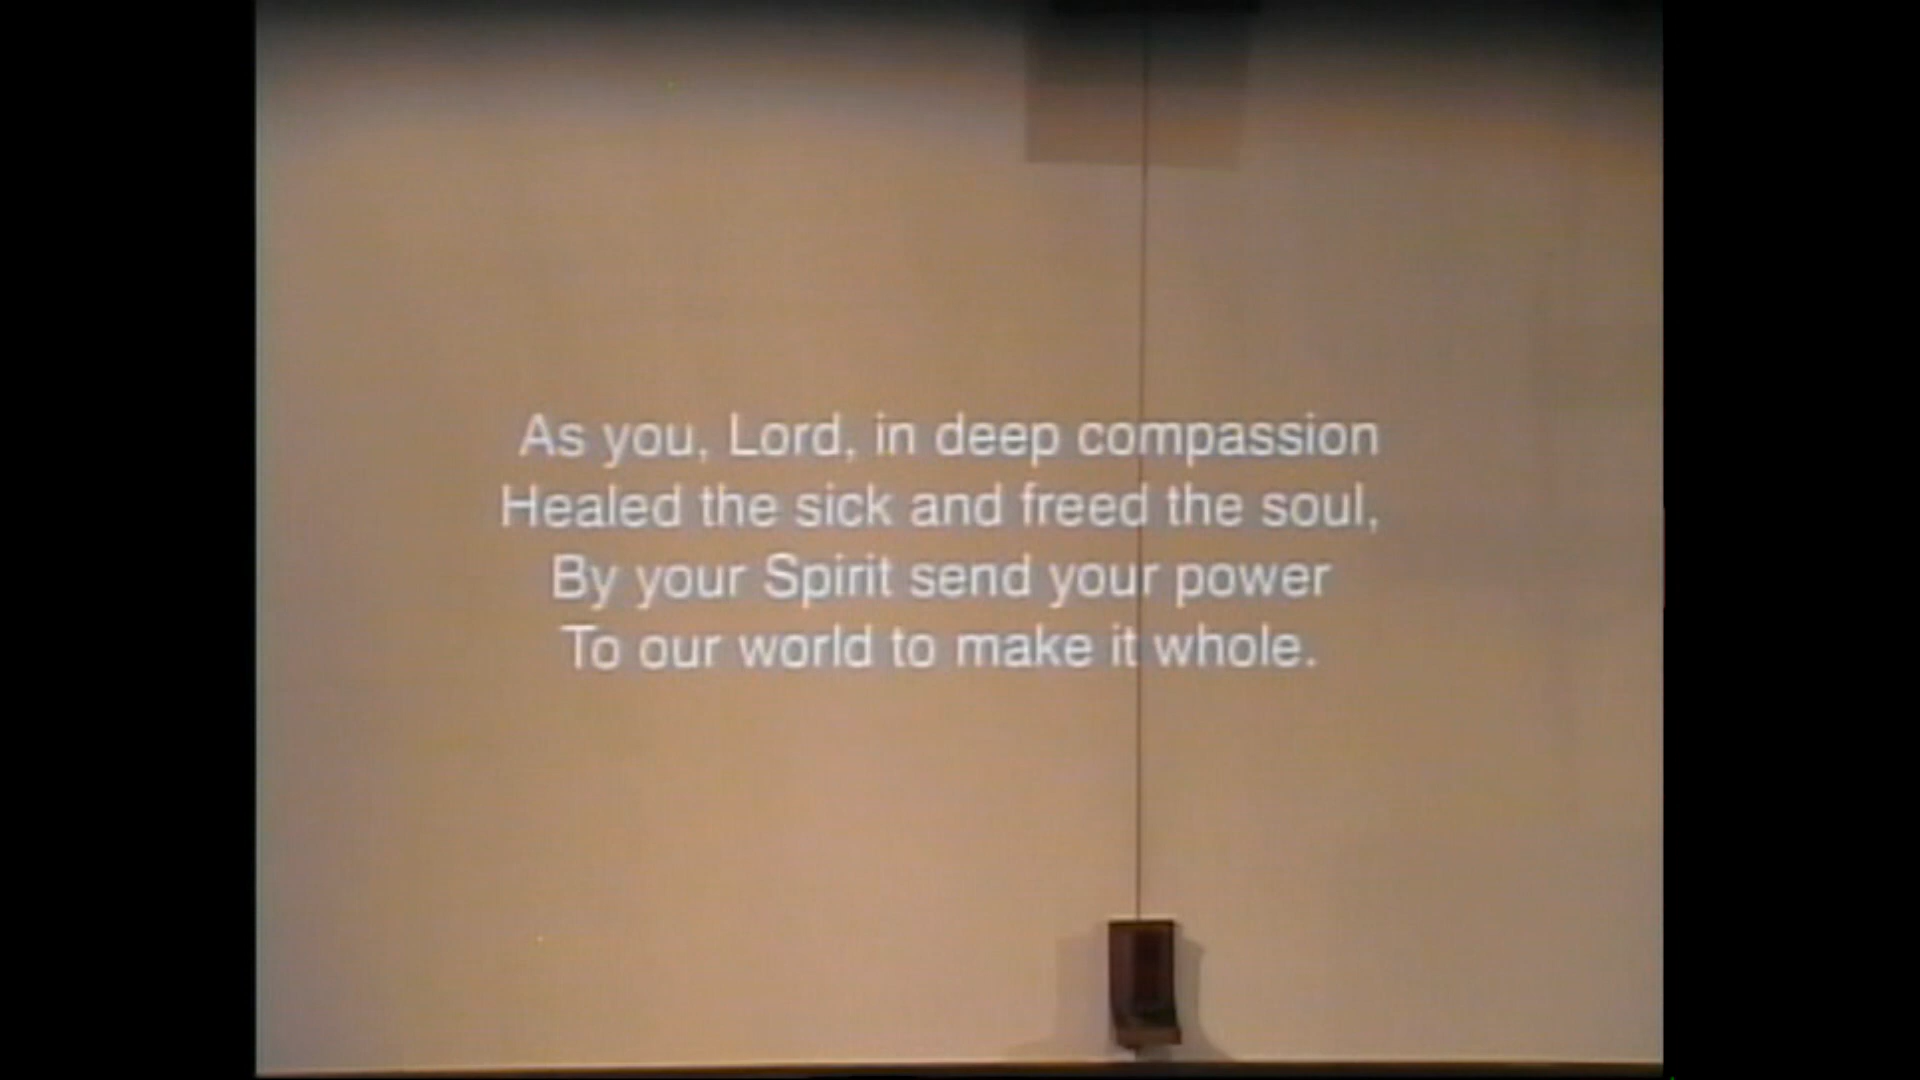 As you, Lord, in deep compassion
Healed the sick and freed the soul,
By your Spirit send your power
To our world to make it whole.